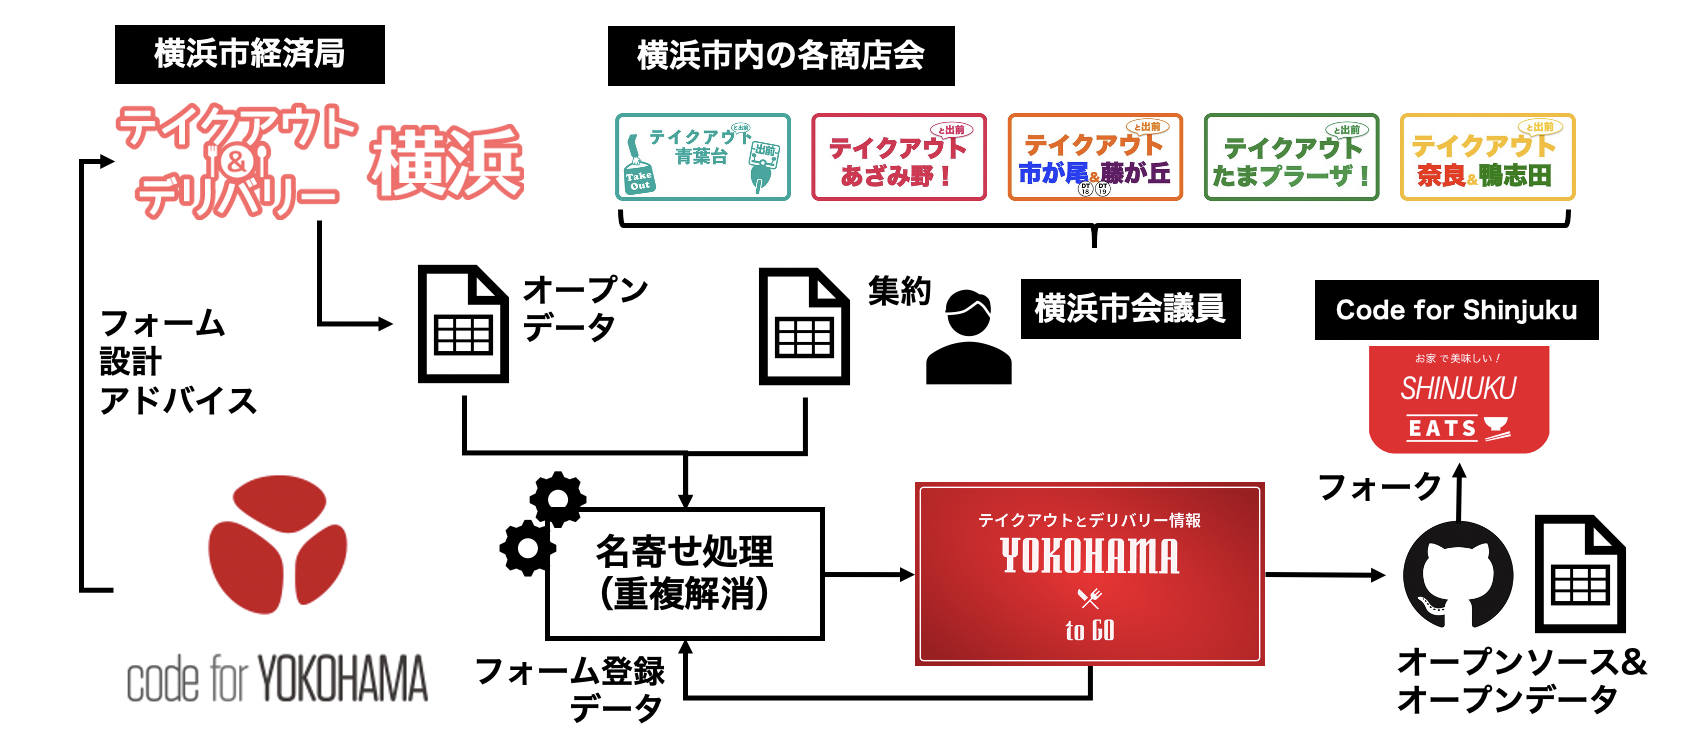 横浜市経済局
テイクアウト
&
デリバリー
横浜
横浜市内の各商店会
テイクアウト
と出前
青葉台
Take
Out
出前
テイクアウト
と出前
あざみ野！
テイクアウト
と出前
市が尾&藤が丘
DT
18
DT
19
テイクアウト
と出前
たまプラーザ！
テイクアウト
と出前
奈良&鴨志田
フォーム
設計
アドバイス
オープン
データ
集約
横浜市会議員
Code for Shinjuku
お家で美味しい！
SHINJUKU
EATS
フォーク
code for YOKOHAMA
名寄せ処理
（重複解消）
フォーム登録
データ
テイクアウトとデリバリー情報
YOKOHAMA
to GO
オープンソース&
オープンデータ